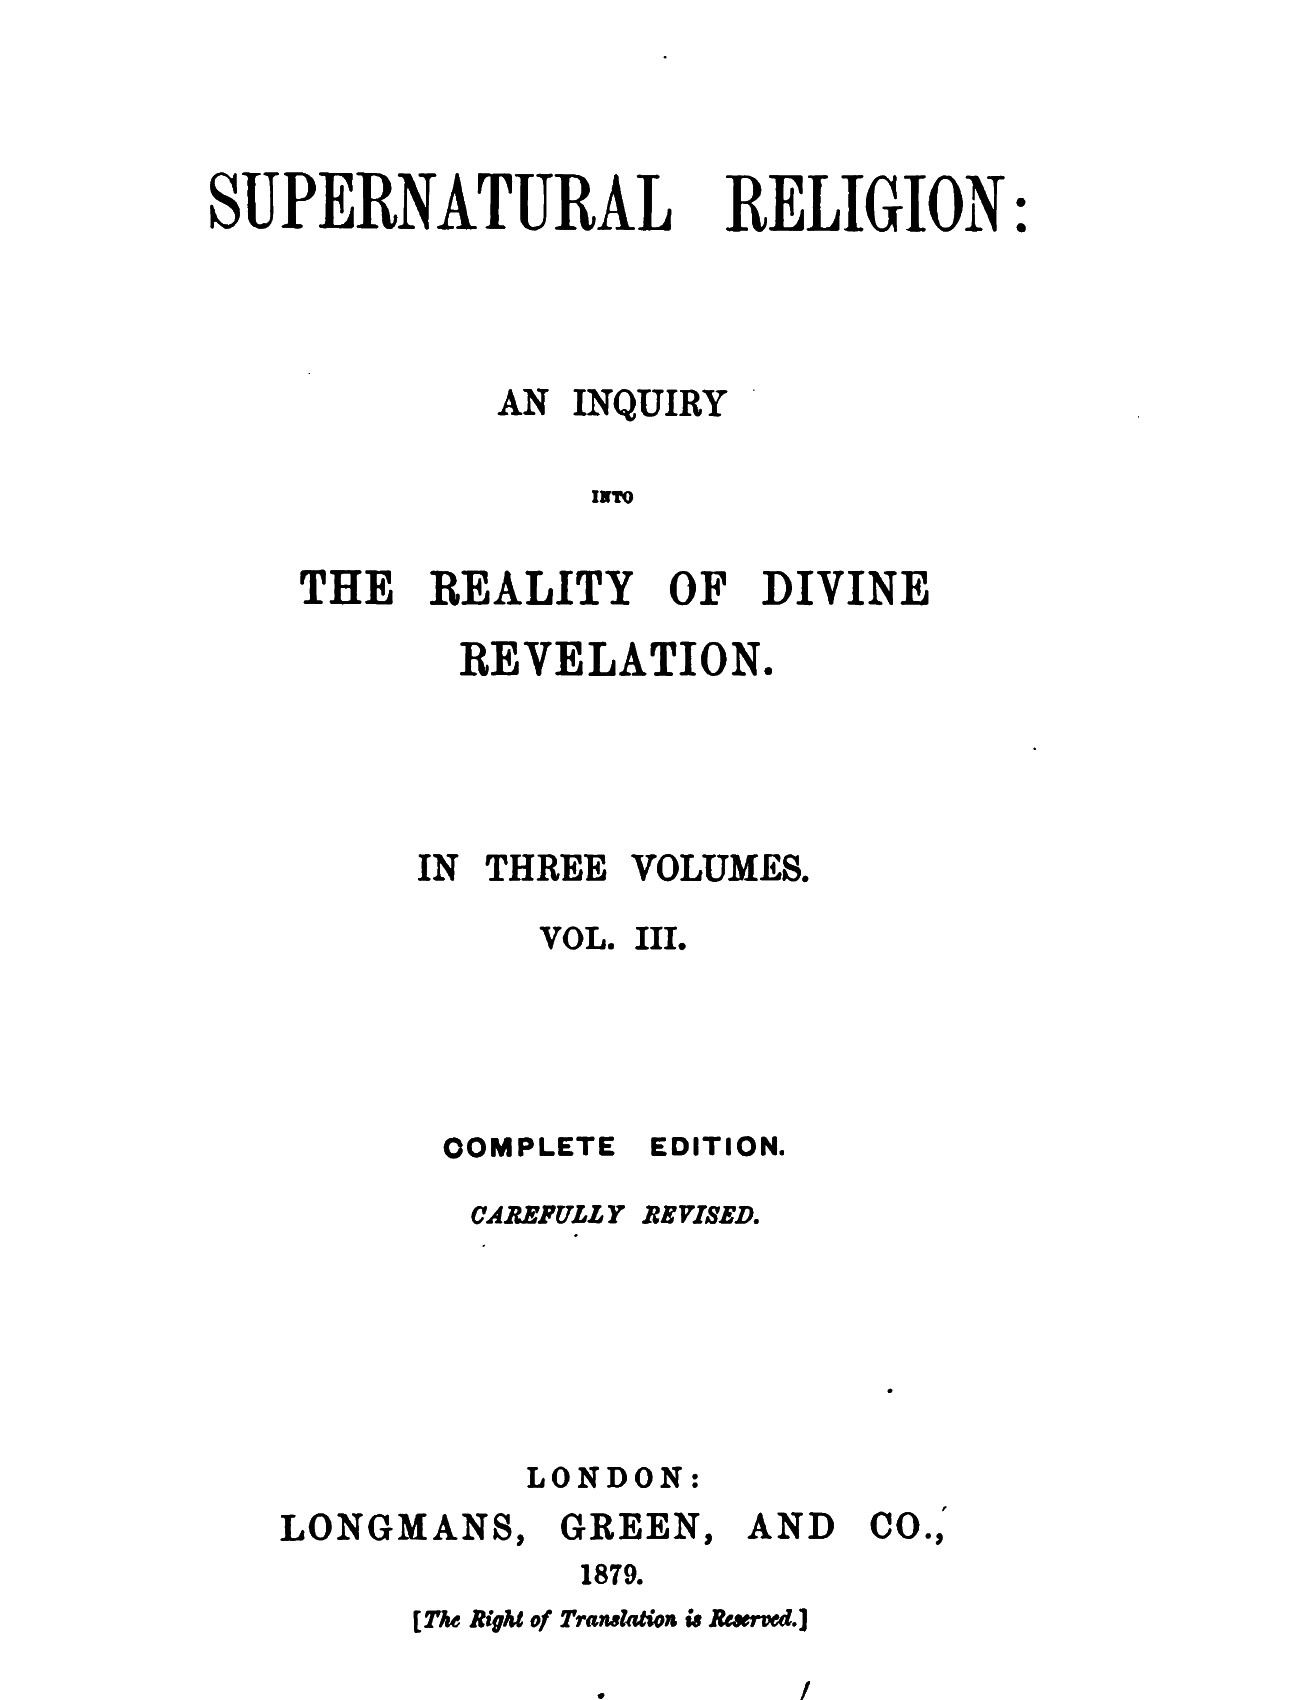 SUPERNATURAL RELIGION:
AN INQUIRY
INTO
THE REALITY OF DIVINE
REVELATION.
IN THREE VOLUMES.
VOL. III.
COMPLETE EDITION.
CAREFULLY REVISED.
LONDON:
LONGMANS, GREEN, AND CO.,
1879.
[The Right of Translation is Reserved.]